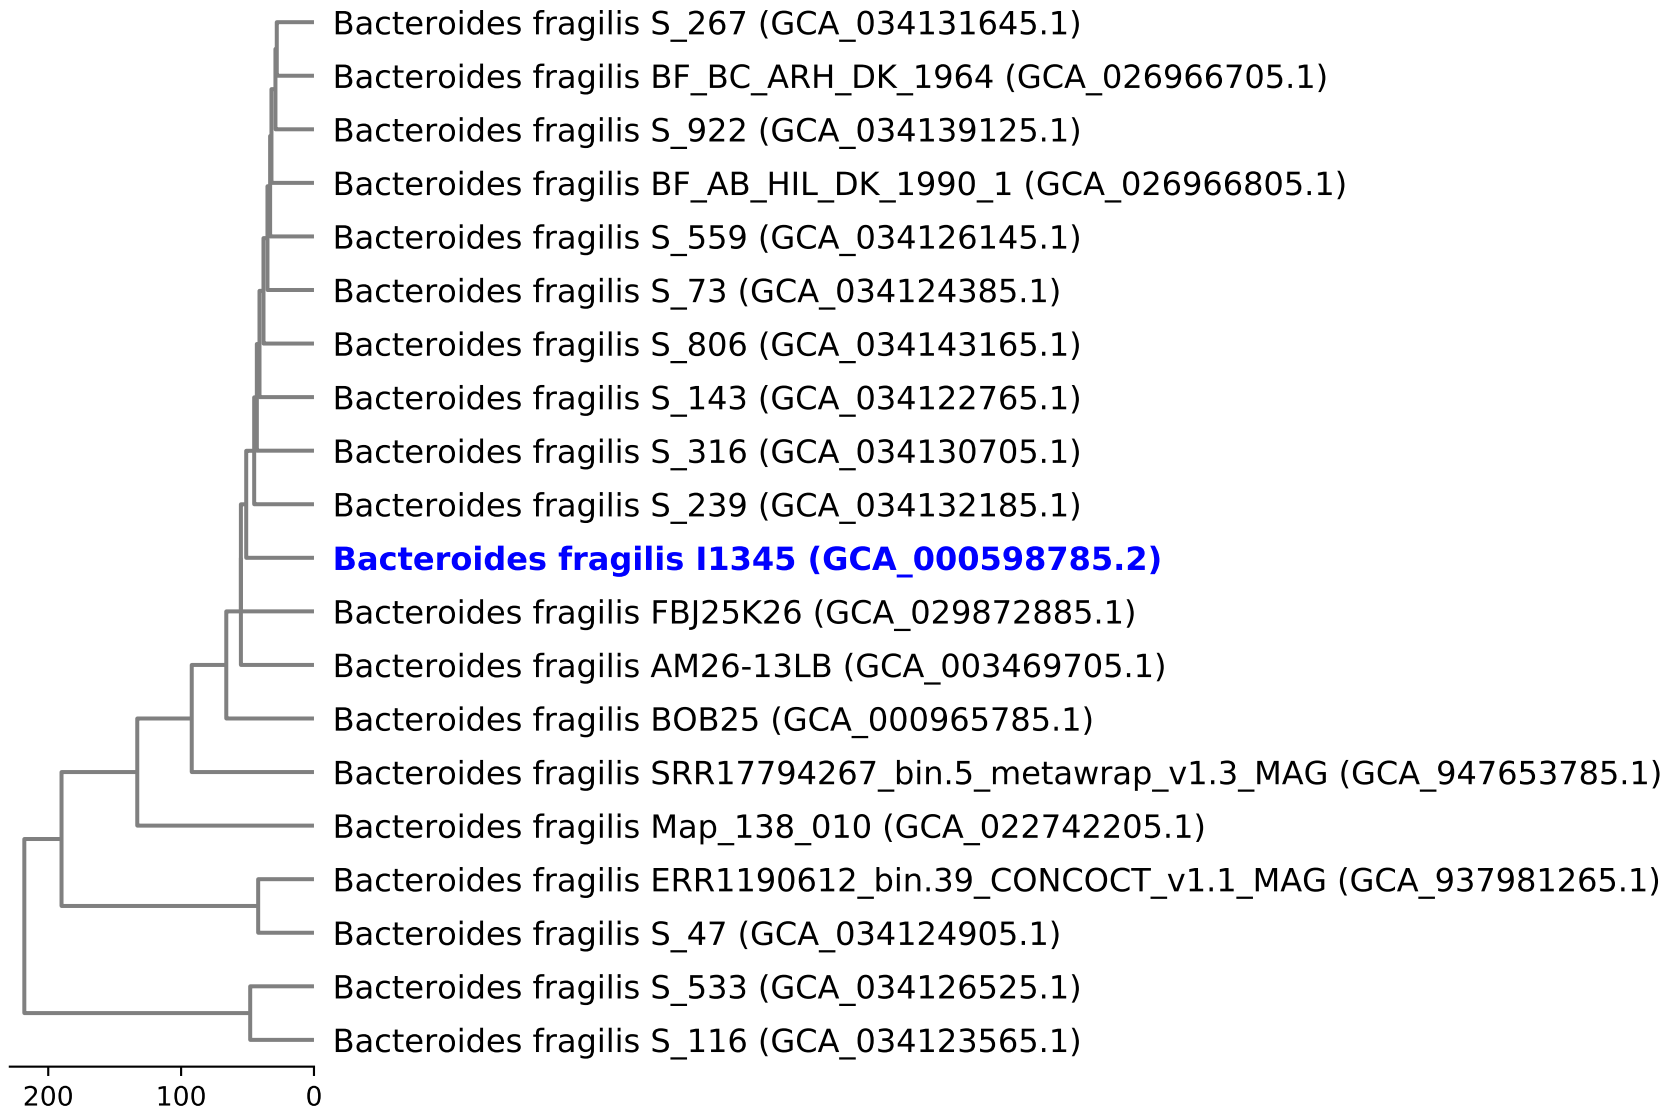 Bacteroides fragilis S_267 (GCA_034131645.1)
Bacteroides fragilis BF_BC_ARH_DK_1964 (GCA_026966705.1)
Bacteroides fragilis S_922 (GCA_034139125.1)
Bacteroides fragilis BF_AB_HIL_DK_1990_1 (GCA_026966805.1)
Bacteroides fragilis S_559 (GCA_034126145.1)
Bacteroides fragilis S_73 (GCA_034124385.1)
Bacteroides fragilis S_806 (GCA_034143165.1)
Bacteroides fragilis S_143 (GCA_034122765.1)
Bacteroides fragilis S_316 (GCA_034130705.1)
Bacteroides fragilis S_239 (GCA_034132185.1)
Bacteroides fragilis I1345 (GCA_000598785.2)
Bacteroides fragilis FBJ25K26 (GCA_029872885.1)
Bacteroides fragilis AM26-13LB (GCA_003469705.1)
Bacteroides fragilis BOB25 (GCA_000965785.1)
Bacteroides fragilis SRR17794267_bin.5_metawrap_v1.3_MAG (GCA_947653785.1)
Bacteroides fragilis Map_138_010 (GCA_022742205.1)
Bacteroides fragilis ERR1190612_bin.39_CONCOCT_v1.1_MAG (GCA_937981265.1)
Bacteroides fragilis S_47 (GCA_034124905.1)
Bacteroides fragilis S_533 (GCA_034126525.1)
Bacteroides fragilis S_116 (GCA_034123565.1)
200 100 0